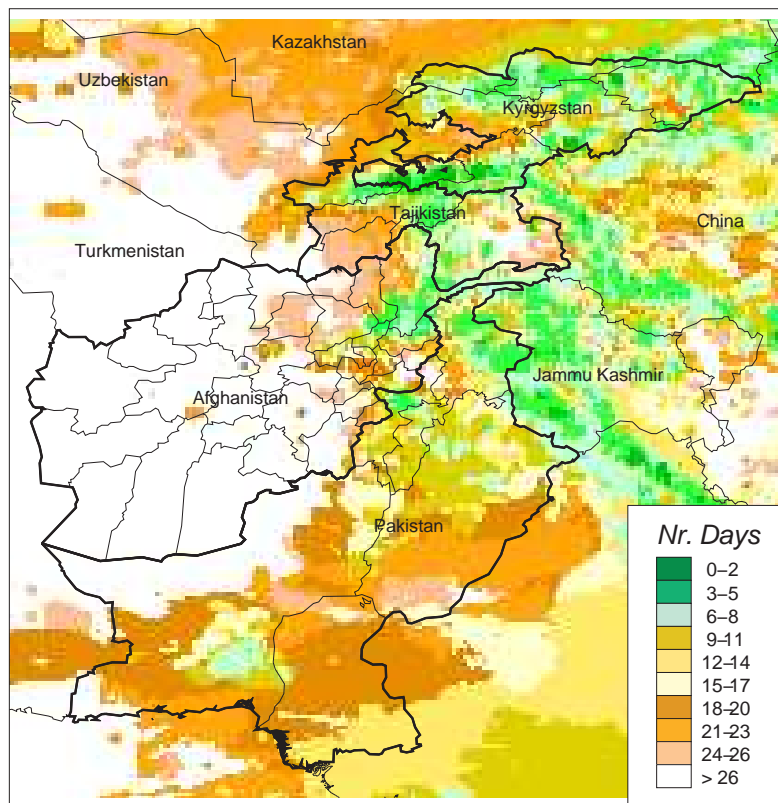 Kazakhstan
Uzbekistan
Kyrgyzstan
Tajikistan
China
Turkmenistan
Jammu Kashmir
Afghanistan
Pakistan
Nr. Days
0–2
3–5
6–8
9–11
12–14
15–17
18–20
21–23
24–26
> 26